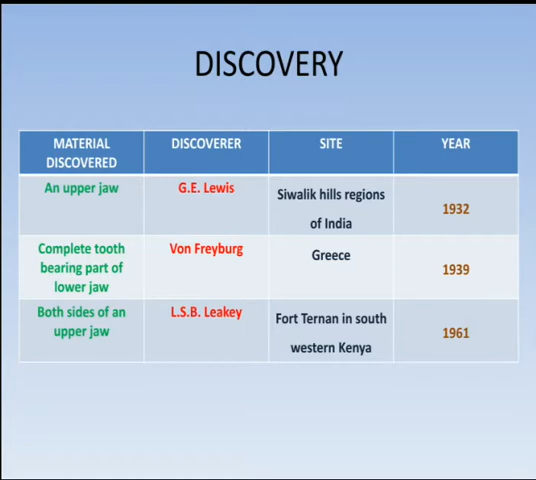 DISCOVERY
MATERIAL DISCOVERED DISCOVERER SITE YEAR
An upper jaw G.E. Lewis Siwalik hills regions of India 1932
Complete tooth bearing part of lower jaw Von Freyburg Greece 1939
Both sides of an upper jaw L.S.B. Leakey Fort Ternan in south western Kenya 1961